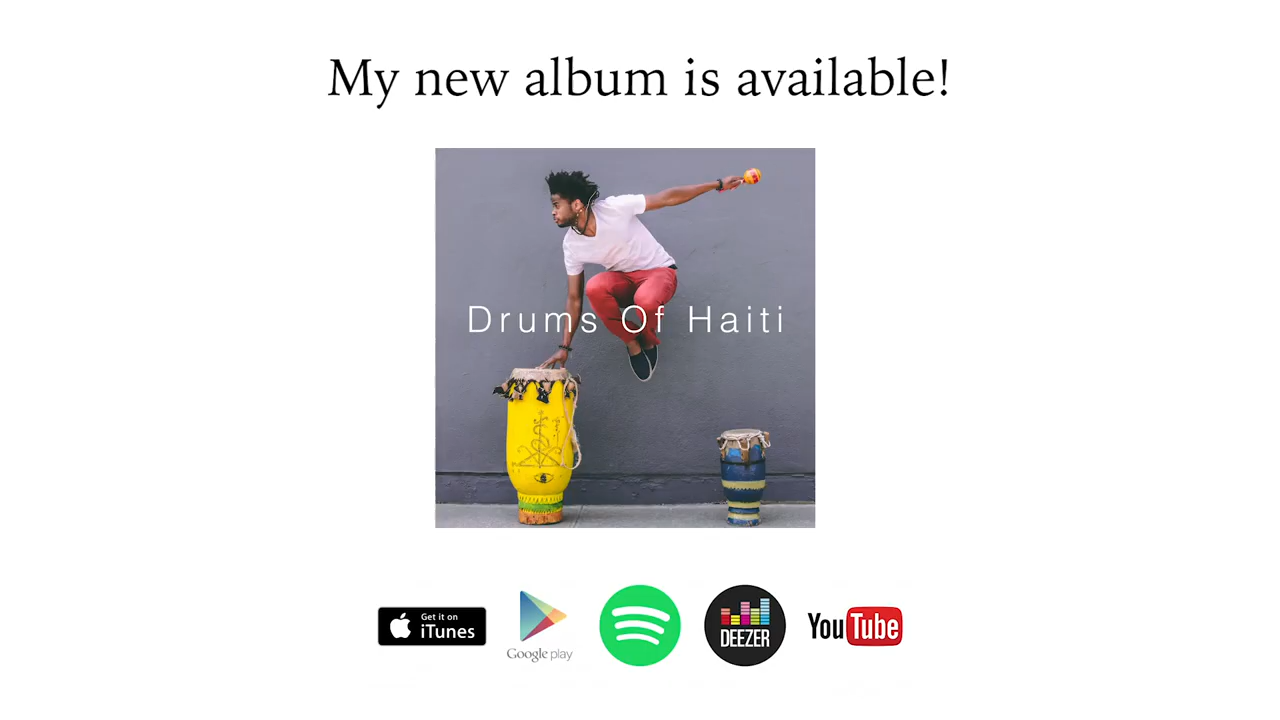 My new album is available!
Drums Of Haiti
Get it on
iTunes
Google play
DEEZER
YouTube